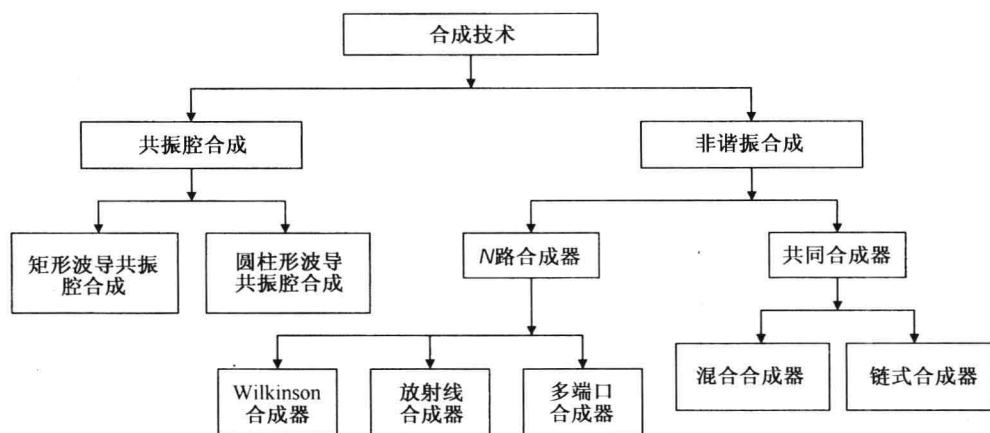 合成技术
共振腔合成
非谐振合成
矩形波导共振
腔合成
圆柱形波导
共振腔合成
N路合成器
共同合成器
Wilkinson
合成器
放射线
合成器
多端口
合成器
混合合成器
链式合成器